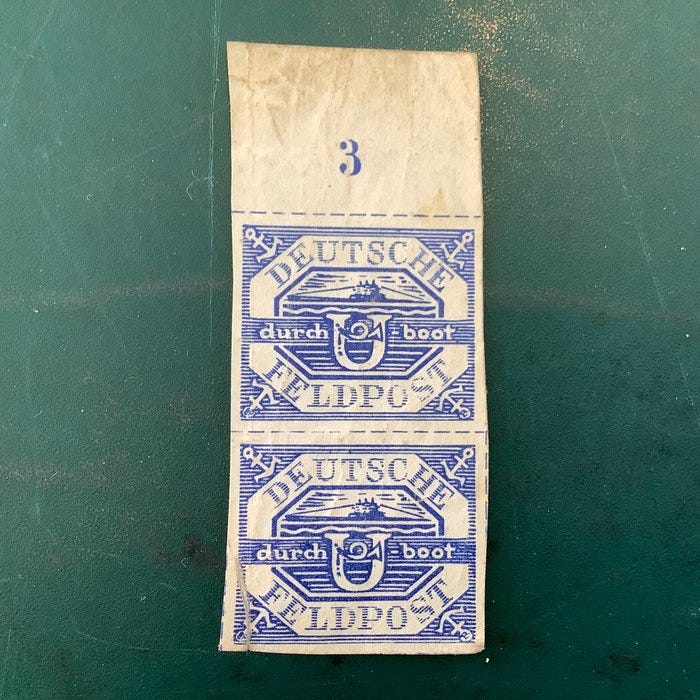 3
DEUTSCHE
durch U-boot
FELDPOST
DEUTSCHE
durch U-boot
FELDPOST